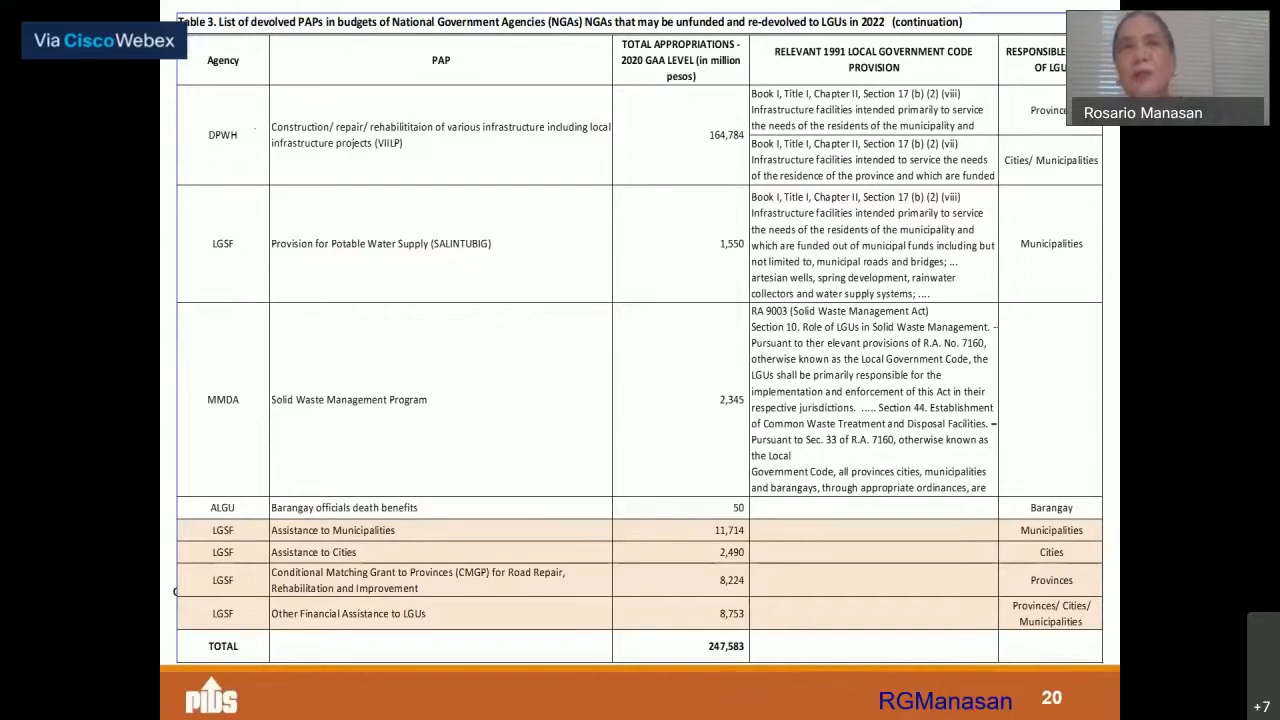 Table 3. List of devolved PAPs in budgets of National Government Agencies (NGAs) NGAs that may be unfunded and re-devolved to LGUs in 2022 (continuation)
Via CiscoWebex
Agency
PAP
TOTAL APPROPRIATIONS -
2020 GAA LEVEL (in million
pesos)
RELEVANT 1991 LOCAL GOVERNMENT CODE
PROVISION
RESPONSIBLE
OF LGU
Rosario Manasan
DPWH
Construction/ repair/ rehabilititaion of various infrastructure including local
infrastructure projects (VIILP)
164,784
Book I, Title I, Chapter II, Section 17 (b) (2) (viii)
Infrastructure facilities intended primarily to service
the needs of the residents of the municipality and
Province
Book I, Title I, Chapter II, Section 17 (b) (2) (vii)
Infrastructure facilities intended to service the needs
of the residence of the province and which are funded
Cities/ Municipalities
LGSF
Provision for Potable Water Supply (SALINTUBIG)
1,550
Book I, Title I, Chapter II, Section 17 (b) (2) (vii)
Infrastructure facilities intended primarily to service
the needs of the residents of the municipality and
which are funded out of municipal funds including but
not limited to, municipal roads and bridges; ...
artesian wells, spring development, rainwater
collectors and water supply systems; ....
Municipalities
MMDA
Solid Waste Management Program
2,345
RA 9003 (Solid Waste Management Act)
Section 10. Role of LGUs in Solid Waste Management. --
Pursuant to ther elevant provisions of R.A. No. 7160,
otherwise known as the Local Government Code, the
LGUs shall be primarily responsible for the
implementation and enforcement of this Act in their
respective jurisdictions. ..... Section 44. Establishment
of Common Waste Treatment and Disposal Facilities. –
Pursuant to Sec. 33 of R.A. 7160, otherwise known as
the Local
Government Code, all provinces cities, municipalities
and barangays, through appropriate ordinances, are
ALGU
Barangay officials death benefits
50
Barangay
LGSF
Assistance to Municipalities
11,714
Municipalities
LGSF
Assistance to Cities
2,490
Cities
LGSF
Conditional Matching Grant to Provinces (CMGP) for Road Repair,
Rehabilitation and Improvement
8,224
Provinces
LGSF
Other Financial Assistance to LGUs
8,753
Provinces/ Cities/
Municipalities
TOTAL
247,583
PIDS
RGManasan
20
+7